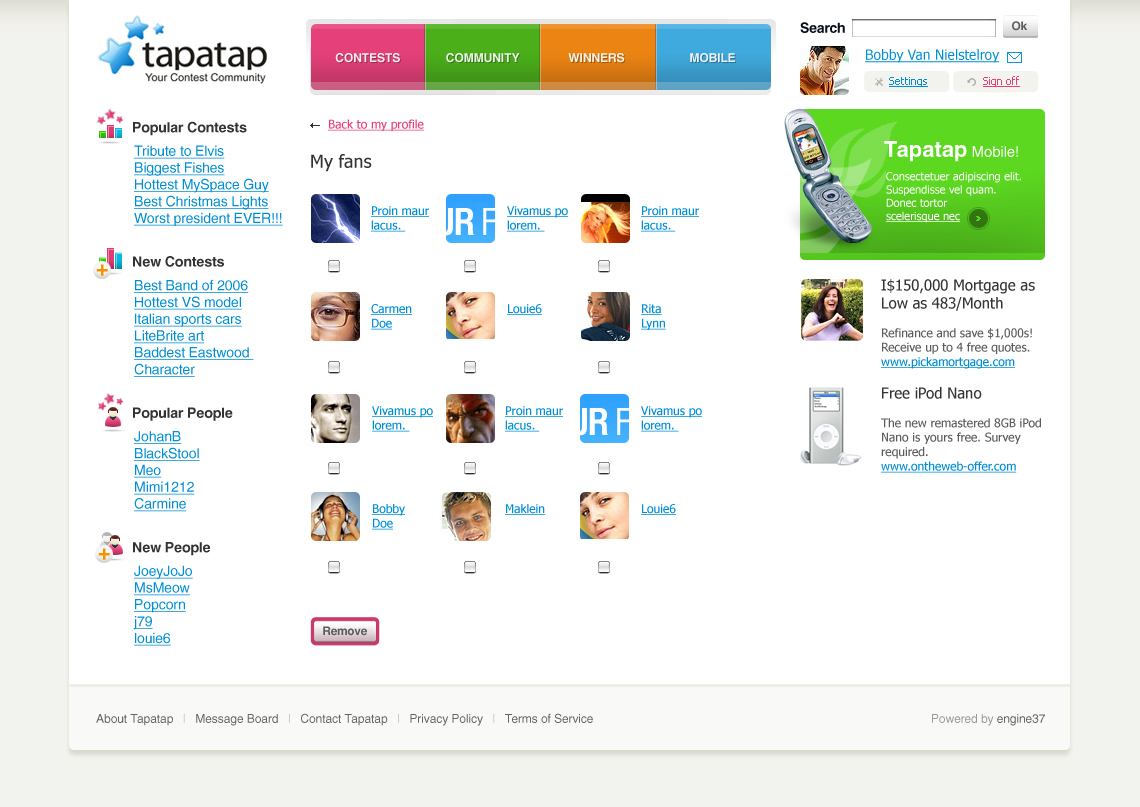 tapatap
Your Contest Community
CONTESTS
COMMUNITY
WINNERS
MOBILE
Search
Ok
Bobby Van Nielstelroy
Settings
Sign off
Popular Contests
Tribute to Elvis
Biggest Fishes
Hottest MySpace Guy
Best Christmas Lights
Worst president EVER!!!
New Contests
Best Band of 2006
Hottest VS model
Italian sports cars
LiteBrite art
Baddest Eastwood
Character
Popular People
JohanB
BlackStool
Meo
Mimi1212
Carmine
New People
JoeyJoJo
MsMeow
Popcorn
j79
louie6
← Back to my profile
My fans
Proin maur
lacus.
UR F
Vivamus po
lorem.
Proin maur
lacus.
Carmen
Doe
Louie6
Rita
Lynn
Vivamus po
lorem.
Proin maur
lacus.
UR F
Vivamus po
lorem.
Bobby
Doe
Maklein
Louie6
Remove
Tapatap Mobile!
Consectetuer adipiscing elit.
Suspendisse vel quam.
Donec tortor
scelerisque nec
I$150,000 Mortgage as
Low as 483/Month
Refinance and save $1,000s!
Receive up to 4 free quotes.
www.pickamortgage.com
Free iPod Nano
The new remastered 8GB iPod
Nano is yours free. Survey
required.
www.ontheweb-offer.com
About Tapatap | Message Board | Contact Tapatap | Privacy Policy | Terms of Service
Powered by engine37